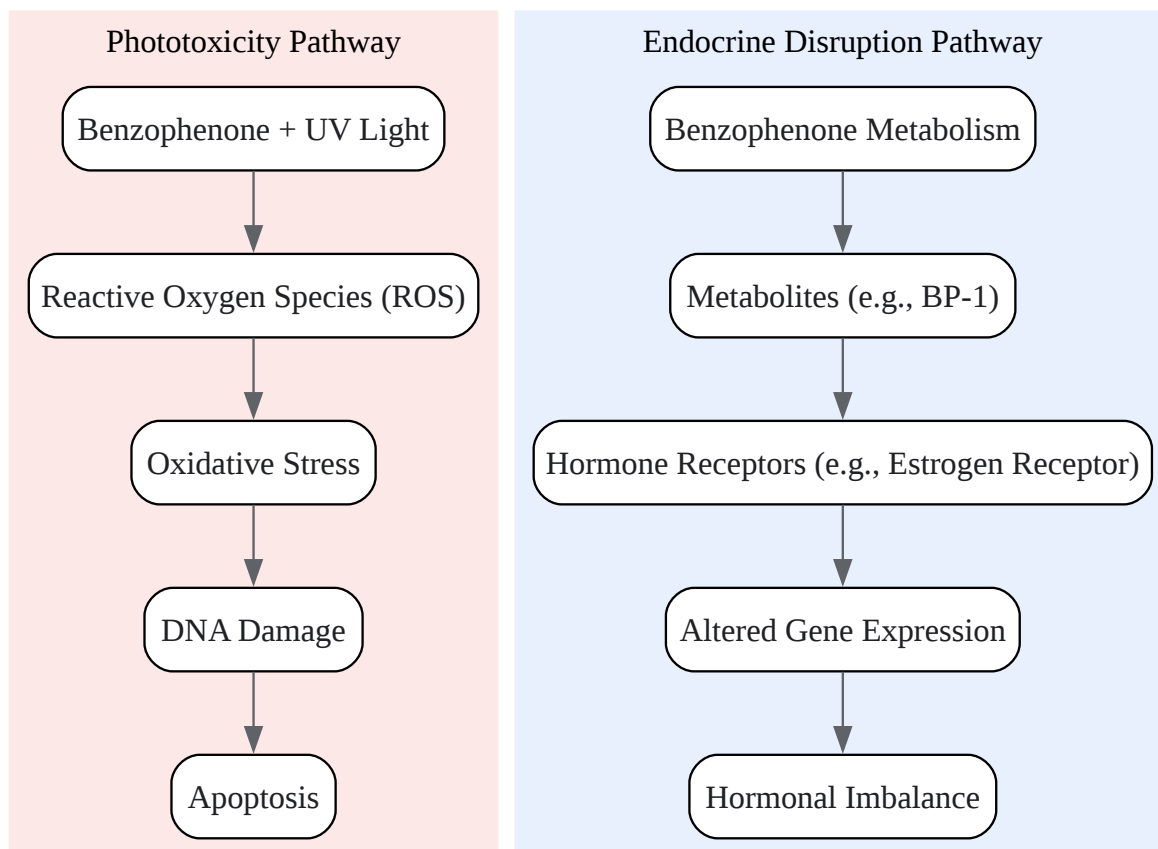 Phototoxicity Pathway
Benzophenone + UV Light
Reactive Oxygen Species (ROS)
Oxidative Stress
DNA Damage
Apoptosis
Endocrine Disruption Pathway
Benzophenone Metabolism
Metabolites (e.g., BP-1)
Hormone Receptors (e.g., Estrogen Receptor)
Altered Gene Expression
Hormonal Imbalance